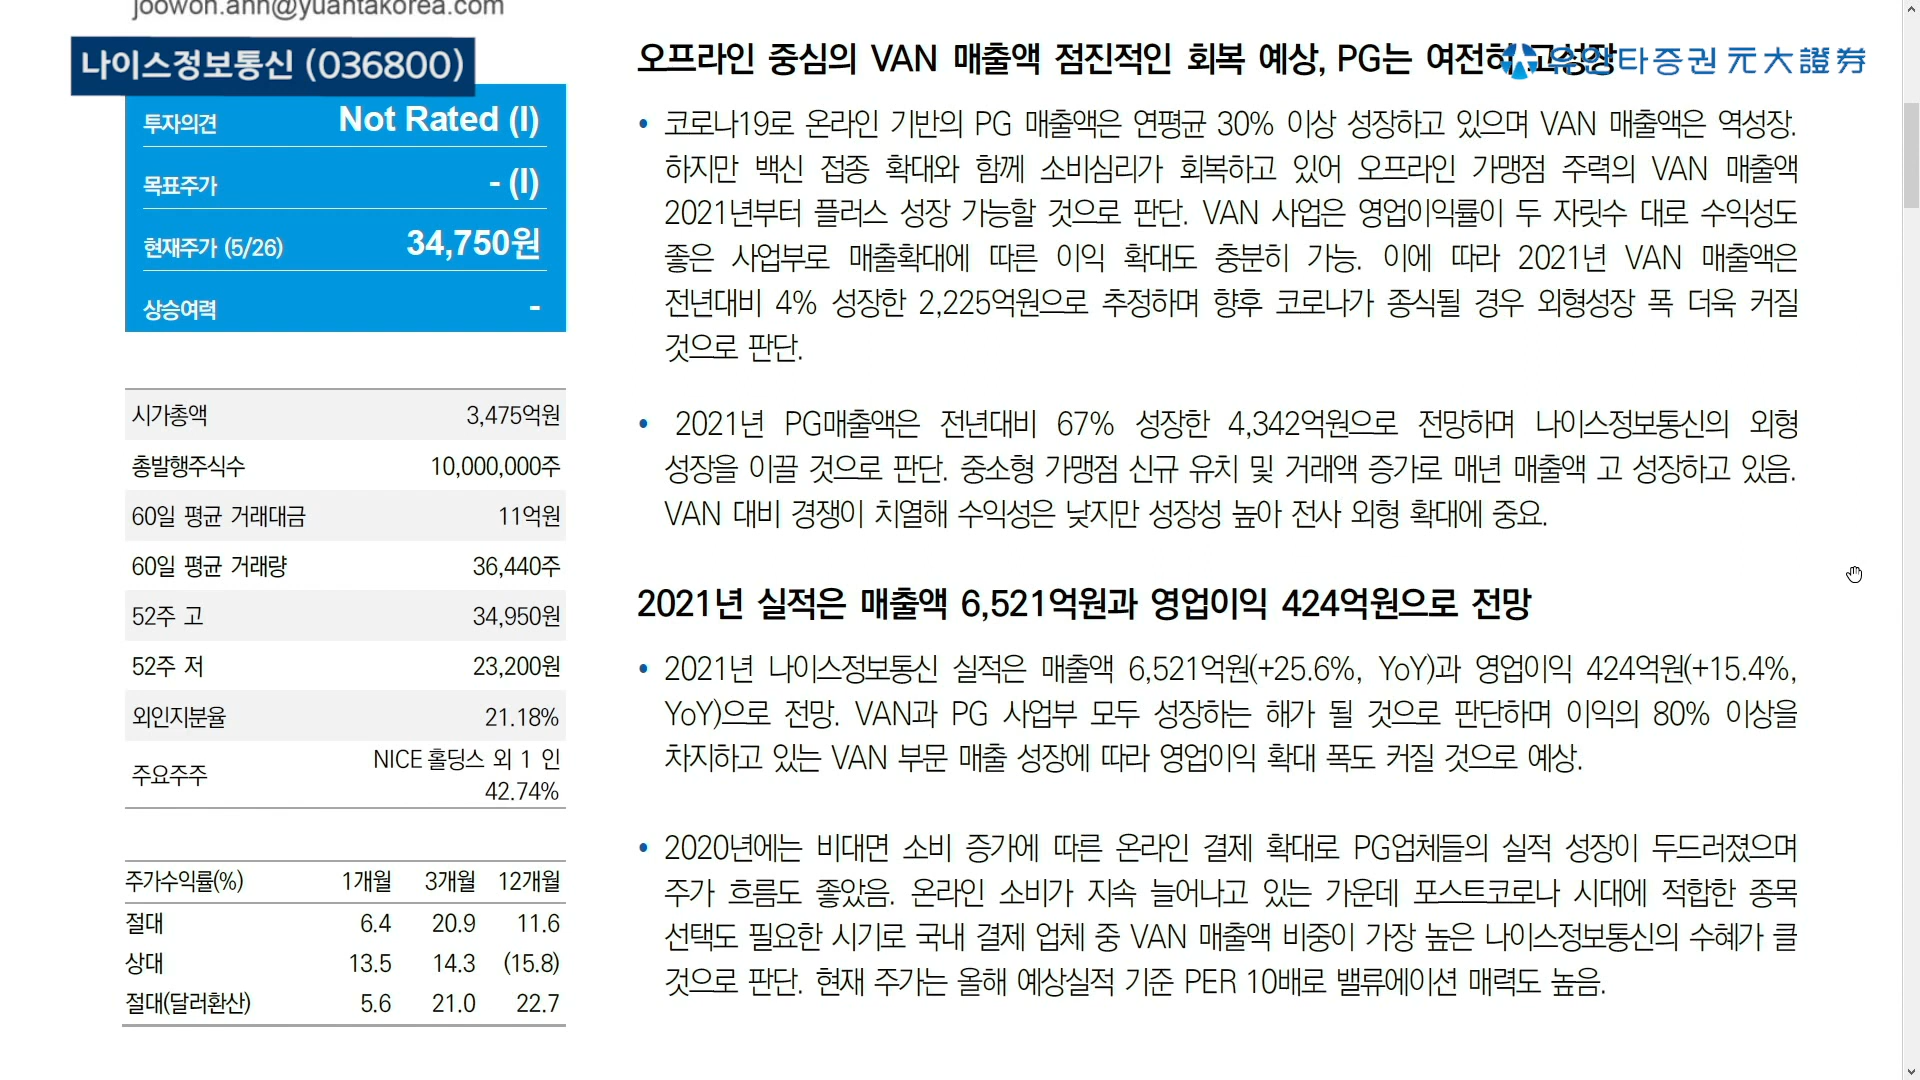 joowon.ahn@yuantakorea.com
나이스정보통신 (036800)
투자의견 Not Rated (I)
목표주가 - (I)
현재주가 (5/26) 34,750원
상승여력 -
시가총액 3,475억원
총발행주식수 10,000,000주
60일 평균 거래대금 11억원
60일 평균 거래량 36,440주
52주 고 34,950원
52주 저 23,200원
외인지분율 21.18%
주요주주 NICE 홀딩스 외 1 인
42.74%
주가수익률(%) 1개월 3개월 12개월
절대 6.4 20.9 11.6
상대 13.5 14.3 (15.8)
절대(달러환산) 5.6 21.0 22.7
오프라인 중심의 VAN 매출액 점진적인 회복 예상, PG는 여전히 고성장
유안타증권 元大證券
• 코로나19로 온라인 기반의 PG 매출액은 연평균 30% 이상 성장하고 있으며 VAN 매출액은 역성장.
하지만 백신 접종 확대와 함께 소비심리가 회복하고 있어 오프라인 가맹점 주력의 VAN 매출액
2021년부터 플러스 성장 가능할 것으로 판단. VAN 사업은 영업이익률이 두 자릿수 대로 수익성도
좋은 사업부로 매출확대에 따른 이익 확대도 충분히 가능. 이에 따라 2021년 VAN 매출액은
전년대비 4% 성장한 2,225억원으로 추정하며 향후 코로나가 종식될 경우 외형성장 폭 더욱 커질
것으로 판단.
• 2021년 PG매출액은 전년대비 67% 성장한 4,342억원으로 전망하며 나이스정보통신의 외형
성장을 이끌 것으로 판단. 중소형 가맹점 신규 유치 및 거래액 증가로 매년 매출액 고 성장하고 있음.
VAN 대비 경쟁이 치열해 수익성은 낮지만 성장성 높아 전사 외형 확대에 중요.
2021년 실적은 매출액 6,521억원과 영업이익 424억원으로 전망
• 2021년 나이스정보통신 실적은 매출액 6,521억원(+25.6%, YoY)과 영업이익 424억원(+15.4%,
YoY)으로 전망. VAN과 PG 사업부 모두 성장하는 해가 될 것으로 판단하며 이익의 80% 이상을
차지하고 있는 VAN 부문 매출 성장에 따라 영업이익 확대 폭도 커질 것으로 예상.
• 2020년에는 비대면 소비 증가에 따른 온라인 결제 확대로 PG업체들의 실적 성장이 두드러졌으며
주가 흐름도 좋았음. 온라인 소비가 지속 늘어나고 있는 가운데 포스트코로나 시대에 적합한 종목
선택도 필요한 시기로 국내 결제 업체 중 VAN 매출액 비중이 가장 높은 나이스정보통신의 수혜가 클
것으로 판단. 현재 주가는 올해 예상실적 기준 PER 10배로 밸류에이션 매력도 높음.